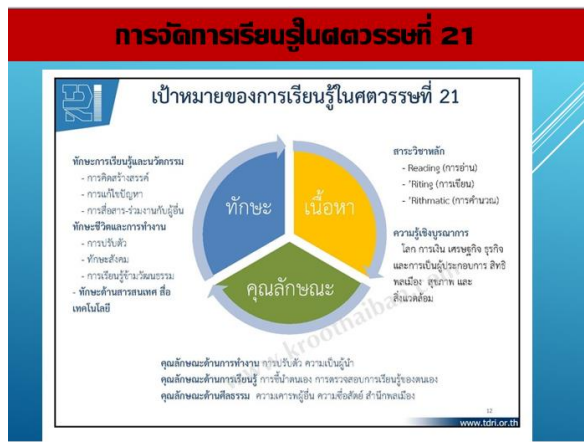 การจัดการเรียนรู้ในศตวรรษที่ 21
TDRI
เป้าหมายของการเรียนรู้ในศตวรรษที่ 21
ทักษะการเรียนรู้และนวัตกรรม
- การคิดสร้างสรรค์
- การแก้ไขปัญหา
- การสื่อสาร-ร่วมงานกับผู้อื่น
ทักษะชีวิตและการทำงาน
- การปรับตัว
- ทักษะสังคม
- การเรียนรู้ข้ามวัฒนธรรม
- ทักษะด้านสารสนเทศ สื่อ
เทคโนโลยี
ทักษะ
เนื้อหา
คุณลักษณะ
สาระวิชาหลัก
- Reading (การอ่าน)
- 'Riting (การเขียน)
- 'Rithmatic (การคำนวณ)
ความรู้เชิงบูรณาการ
โลก การเงิน เศรษฐกิจ ธุรกิจ
และการเป็นผู้ประกอบการ สิทธิ
พลเมือง สุขภาพ และ
สิ่งแวดล้อม
คุณลักษณะด้านการทำงาน การปรับตัว ความเป็นผู้นำ
คุณลักษณะด้านการเรียนรู้ การชี้นำตนเอง การตรวจสอบการเรียนรู้ของตนเอง
คุณลักษณะด้านศีลธรรม ความเคารพผู้อื่น ความซื่อสัตย์ สำนึกพลเมือง
www.kroothaiban.com
12
www.tdri.or.th